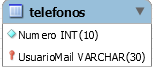 telefonos
Numero INT(10)
UsuarioMail VARCHAR(30)